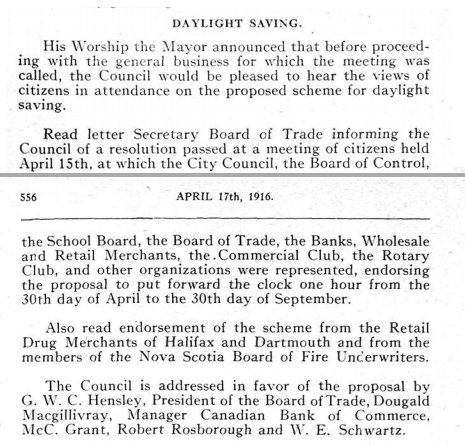 DAYLIGHT SAVING.
His Worship the Mayor announced that before proceed-
ing with the general business for which the meeting was
called, the Council would be pleased to hear the views of
citizens in attendance on the proposed scheme for daylight
saving.
Read letter Secretary Board of Trade informing the
Council of a resolution passed at a meeting of citizens held
April 15th, at which the City Council, the Board of Control,
556 APRIL 17th, 1916.
the School Board, the Board of Trade, the Banks, Wholesale
and Retail Merchants, the Commercial Club, the Rotary
Club, and other organizations were represented, endorsing
the proposal to put forward the clock one hour from the
30th day of April to the 30th day of September.
Also read endorsement of the scheme from the Retail
Drug Merchants of Halifax and Dartmouth and from the
members of the Nova Scotia Board of Fire Underwriters.
The Council is addressed in favor of the proposal by
G. W. C. Hensley, President of the Board of Trade, Dougald
Macgillivray, Manager Canadian Bank of Commerce,
McC. Grant, Robert Rosborough and W. E. Schwartz.